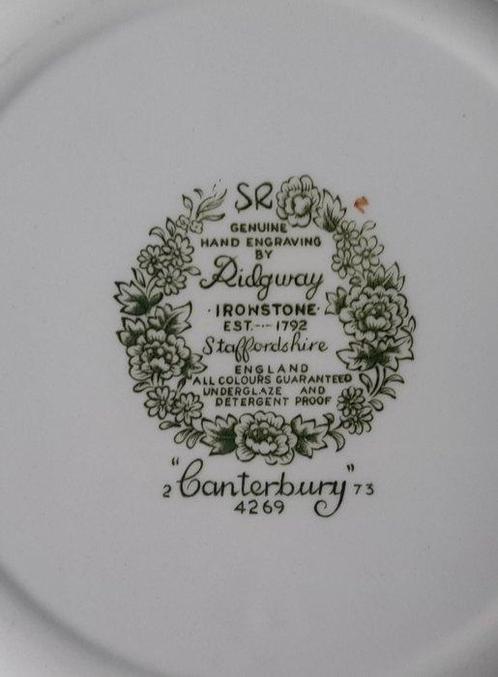 SR
GENUINE
HAND ENGRAVING
BY
Ridgway
·IRONSTONE·
EST.--·1792
Staffordshire
ENGLAND
ALL COLOURS GUARANTEED
UNDERGLAZE AND
DETERGENT PROOF
2 "Canterbury" 73
4269